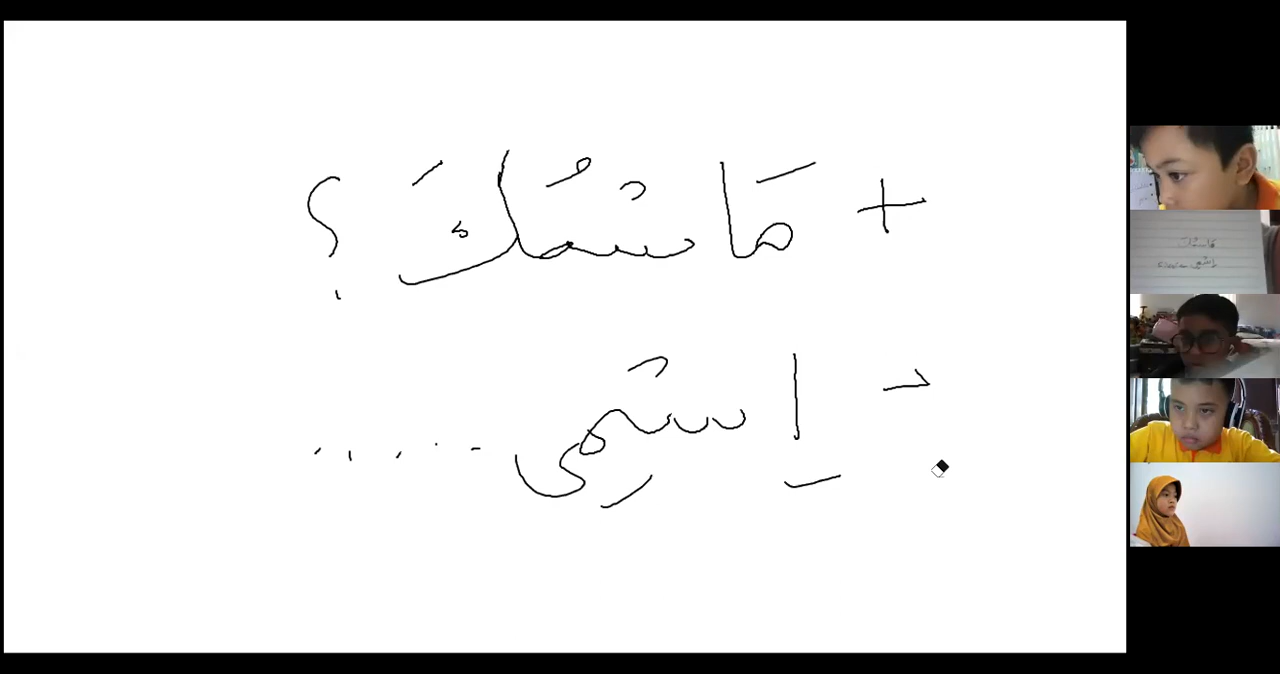 + مَاسْمُكَ ؟
- اِسْمِى .....